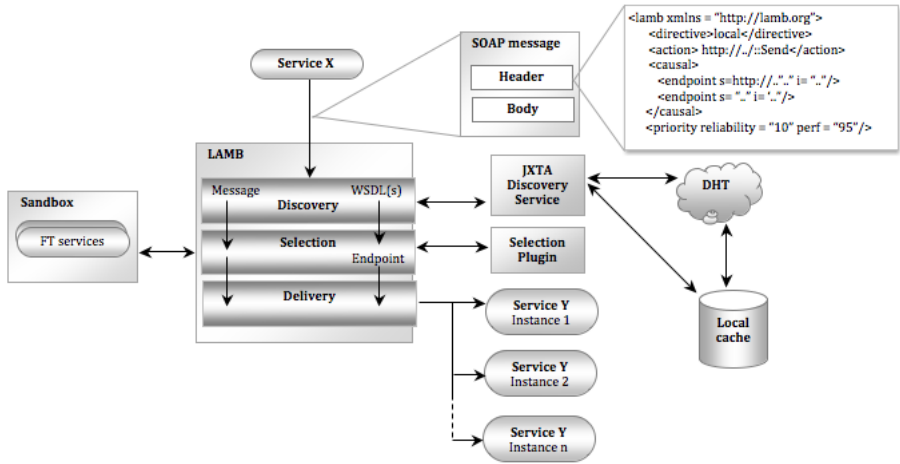 <lamb xmlns = "http://lamb.org">
<directive>local</directive>
<action> http://../::Send</action>
<causal>
<endpoint s=http://..".." i= ".."/>
<endpoint s= ".." i= '.."/>
</causal>
<priority reliability = "10" perf = "95"/>
SOAP message
Header
Body
Service X
LAMB
Message
WSDL(s)
Discovery
Selection
Endpoint
Delivery
Sandbox
FT services
JXTA
Discovery
Service
DHT
Selection
Plugin
Local
cache
Service Y
Instance 1
Service Y
Instance 2
Service Y
Instance n